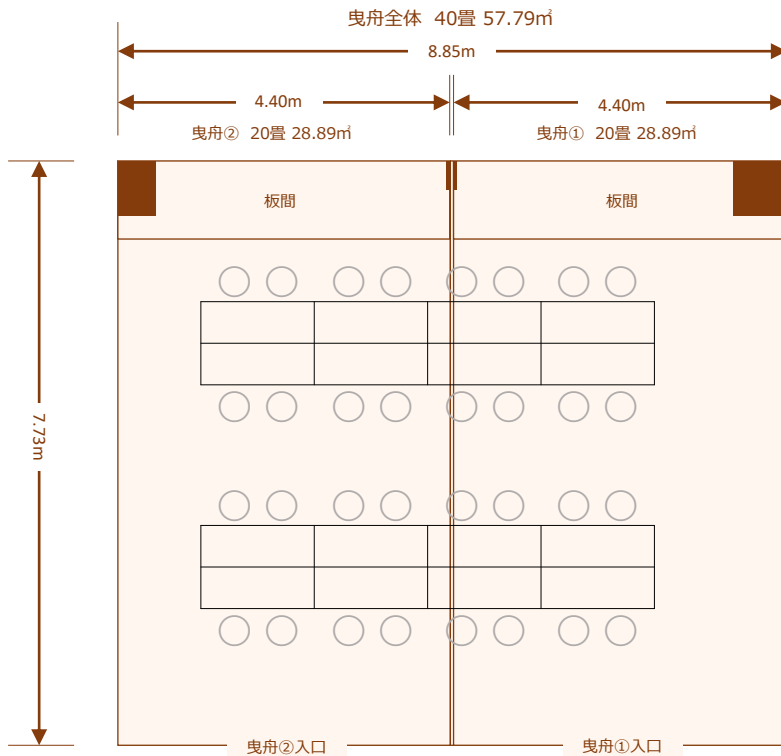 曳舟全体 40畳 57.79㎡
8.85m
4.40m 4.40m
曳舟② 20畳 28.89㎡ 曳舟① 20畳 28.89㎡
板間 板間
7.73m
曳舟②入口 曳舟①入口